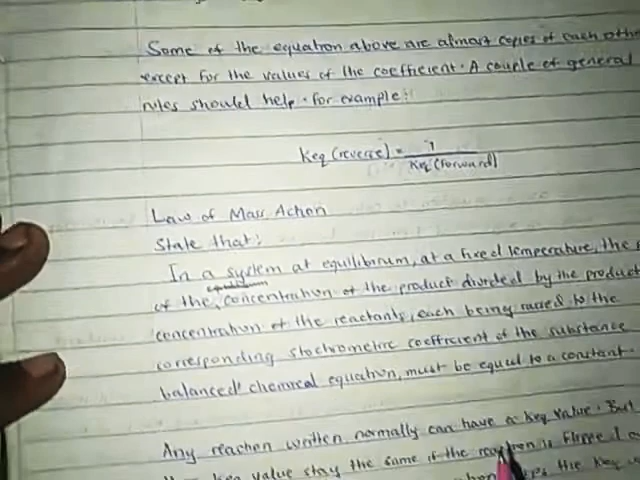 Some of the equation above are almost copies of each othe
except for the values of the coefficient. A couple of general
rules should help. for example:
Keq (reverse) = 1
Keq (forward)
Law of Mass Action
State that:
In a system at equilibrium, at a fixed temperature, the
of the concentration of the product divided by the product
concentration of the reactants, each being raised to the
corresponding stochrometric coefficient of the substance
balanced chemical equation, must be equal to a constant.
Any reaction written normally can have a Keq value. But
Keq value stay the same if the reaction is flipped
the Keq